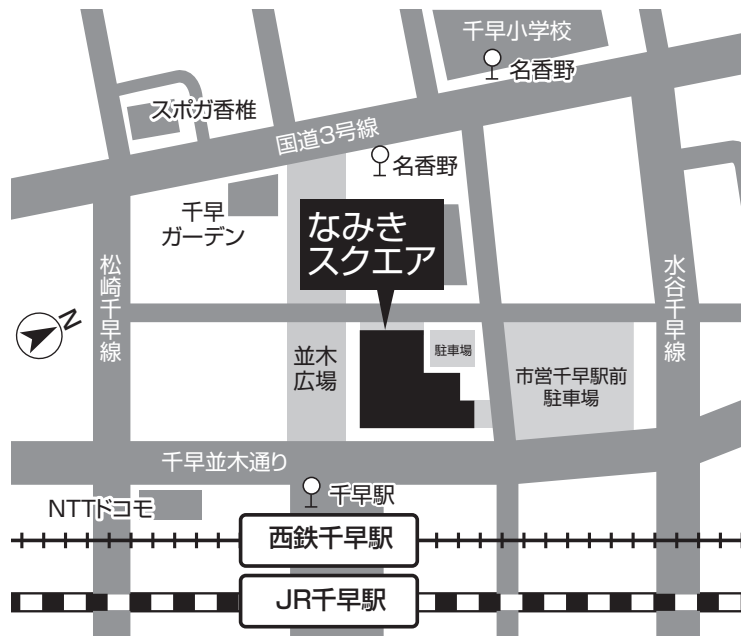 千早小学校
名香野
スポガ香椎
国道3号線
名香野
千早
ガーデン
なみき
スクエア
松崎千早線
水谷千早線
N
並木
広場
駐車場
市営千早駅前
駐車場
千早並木通り
千早駅
NTTドコモ
西鉄千早駅
JR千早駅